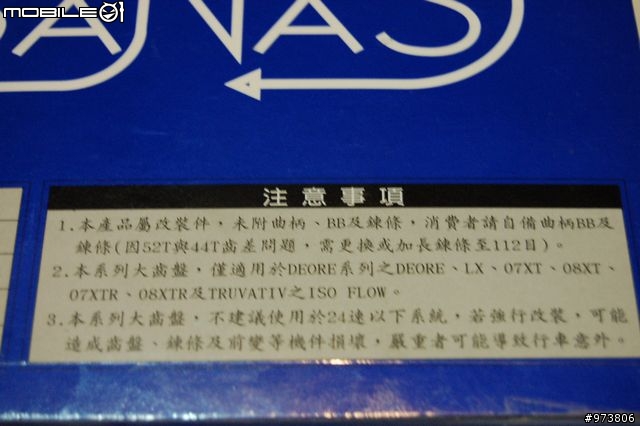 MOBILE01
SANAS
注意事項
1.本產品屬改裝件，未附曲柄、BB及鍊條，消費者請自備曲柄BB及
鍊條(因52T與44T齒差問題，需更換或加長鍊條至112目)。
2.本系列大齒盤，僅適用於DEORE系列之DEORE、LX、07XT、08XT、
07XTR、08XTR及TRUVATIV之ISO FLOW。
3.本系列大齒盤，不建議使用於24速以下系統，若強行改裝，可能
造成齒盤、鍊條及前變等機件損壞，嚴重者可能導致行車意外。
#973806